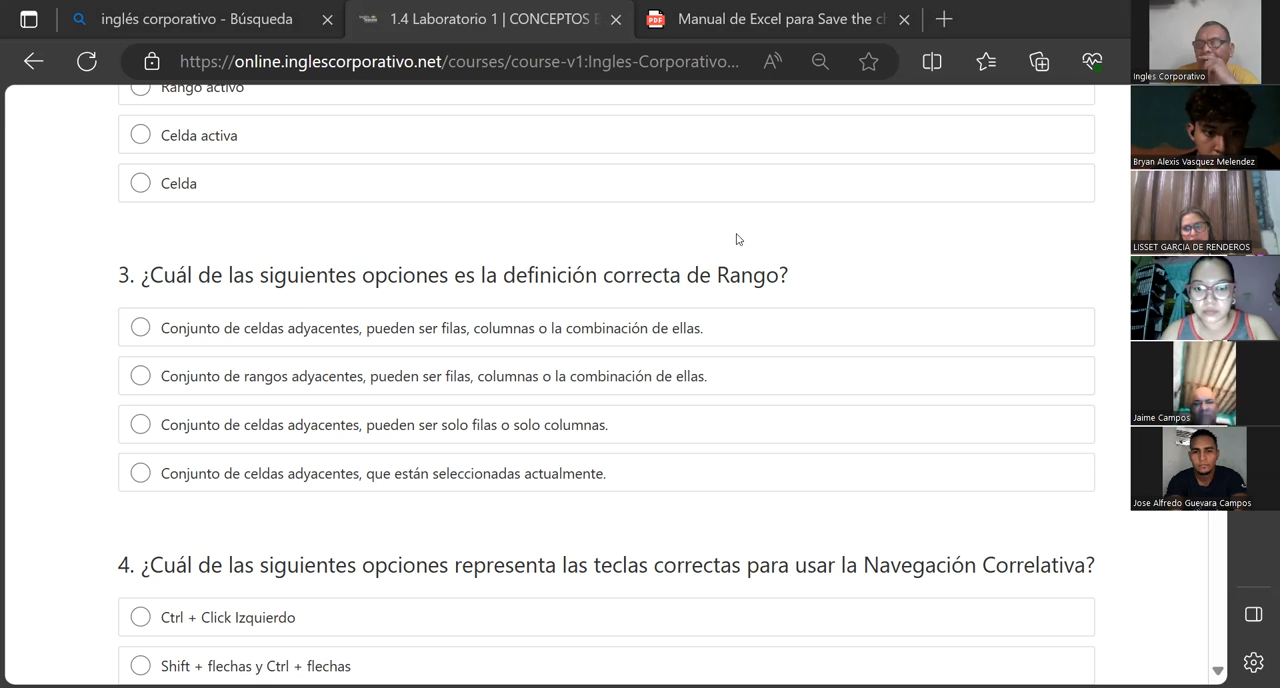 inglés corporativo - Búsqueda
1.4 Laboratorio 1 | CONCEPTOS
PDF
Manual de Excel para Save the
https://online.inglescorporativo.net/courses/course-v1:Ingles-Corporativo...
Rango activo
Celda activa
Celda
3. ¿Cuál de las siguientes opciones es la definición correcta de Rango?
Conjunto de celdas adyacentes, pueden ser filas, columnas o la combinación de ellas.
Conjunto de rangos adyacentes, pueden ser filas, columnas o la combinación de ellas.
Conjunto de celdas adyacentes, pueden ser solo filas o solo columnas.
Conjunto de celdas adyacentes, que están seleccionadas actualmente.
4. ¿Cuál de las siguientes opciones representa las teclas correctas para usar la Navegación Correlativa?
Ctrl + Click Izquierdo
Shift + flechas y Ctrl + flechas
Ingles Corporativo
Bryan Alexis Vasquez Melendez
LISSET GARCIA DE RENDEROS
Jaime Campos
Jose Alfredo Guevara Campos